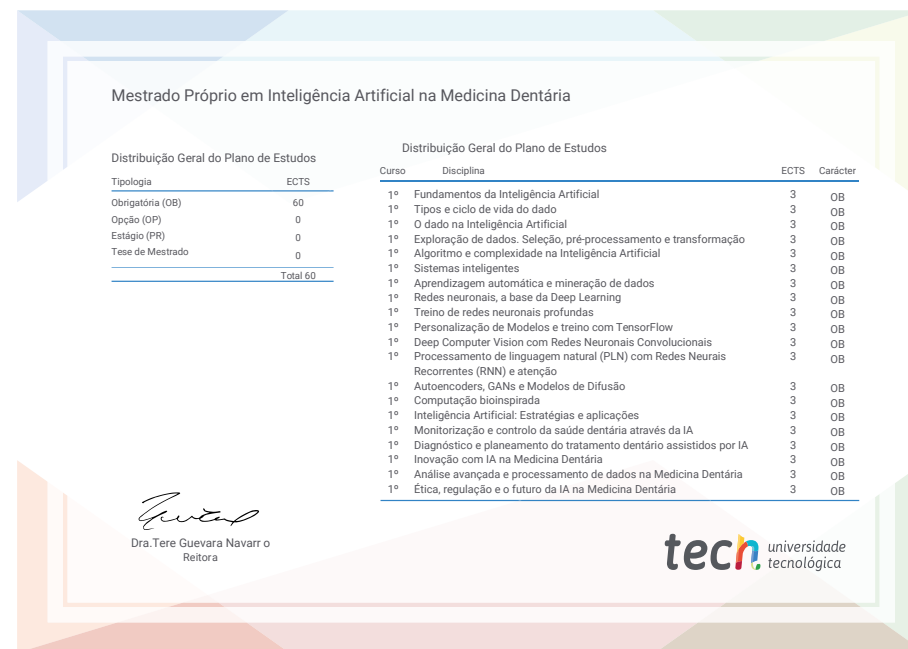 Mestrado Próprio em Inteligência Artificial na Medicina Dentária
Distribuição Geral do Plano de Estudos
Tipologia ECTS
Obrigatória (OB) 60
Opção (OP) 0
Estágio (PR) 0
Tese de Mestrado 0
Total 60
Distribuição Geral do Plano de Estudos
Curso Disciplina ECTS Carácter
1º Fundamentos da Inteligência Artificial 3 OB
1º Tipos e ciclo de vida do dado 3 OB
1º O dado na Inteligência Artificial 3 OB
1º Exploração de dados. Seleção, pré-processamento e transformação 3 OB
1º Algoritmo e complexidade na Inteligência Artificial 3 OB
1º Sistemas inteligentes 3 OB
1º Aprendizagem automática e mineração de dados 3 OB
1º Redes neuronais, a base da Deep Learning 3 OB
1º Treino de redes neuronais profundas 3 OB
1º Personalização de Modelos e treino com TensorFlow 3 OB
1º Deep Computer Vision com Redes Neuronais Convolucionais 3 OB
1º Processamento de linguagem natural (PLN) com Redes Neurais 3 OB
Recorrentes (RNN) e atenção
1º Autoencoders, GANs e Modelos de Difusão 3 OB
1º Computação bioinspirada 3 OB
1º Inteligência Artificial: Estratégias e aplicações 3 OB
1º Monitorização e controlo da saúde dentária através da IA 3 OB
1º Diagnóstico e planeamento do tratamento dentário assistidos por IA 3 OB
1º Inovação com IA na Medicina Dentária 3 OB
1º Análise avançada e processamento de dados na Medicina Dentária 3 OB
1º Ética, regulação e o futuro da IA na Medicina Dentária 3 OB
Dra.Tere Guevara Navarr o
Reitora
tech universidade
tecnológica